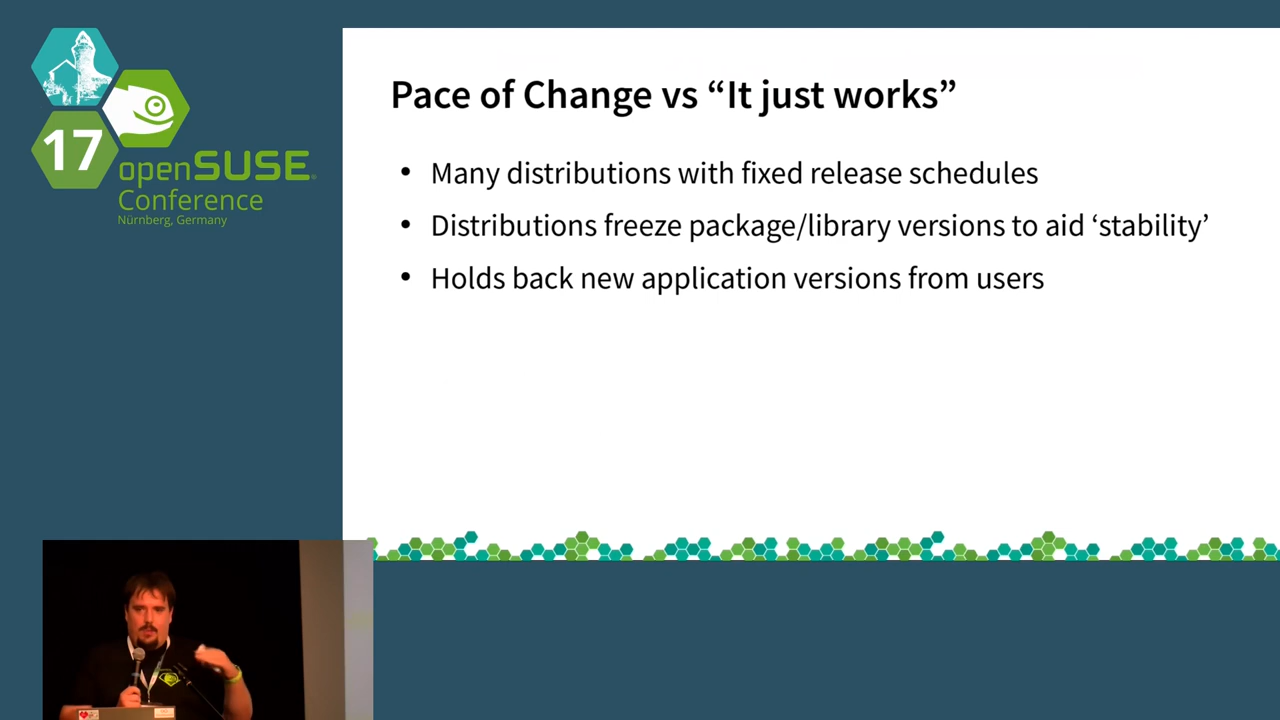 17
openSUSE
Conference
Nürnberg, Germany
Pace of Change vs “It just works”
• Many distributions with fixed release schedules
• Distributions freeze package/library versions to aid ‘stability’
• Holds back new application versions from users